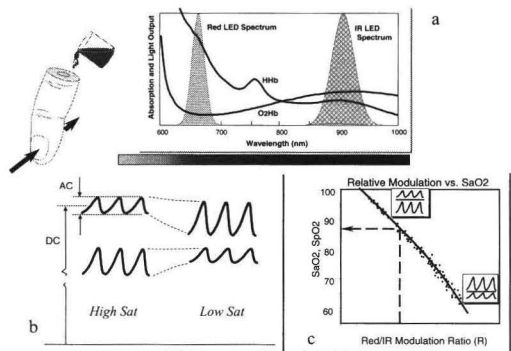 a
Red LED Spectrum
IR LED
Spectrum
HHb
O2Hb
Absorption and Light Output
600 700 800 900 1000
Wavelength (nm)
AC
DC
High Sat Low Sat
b
Relative Modulation vs. SaO2
SaO2, SpO2
100
90
80
70
60
Red/IR Modulation Ratio (R)
c